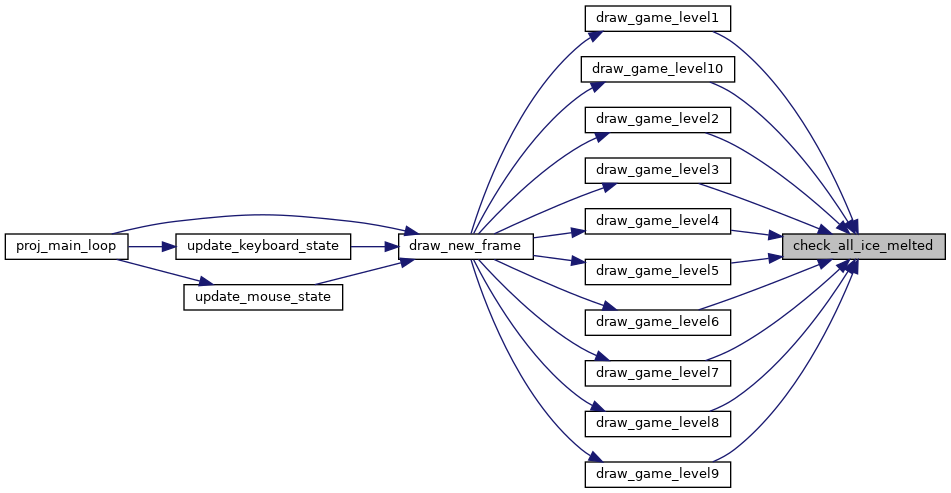 draw_game_level1
draw_game_level10
draw_game_level2
draw_game_level3
draw_game_level4
proj_main_loop
update_keyboard_state
draw_new_frame
check_all_ice_melted
draw_game_level5
update_mouse_state
draw_game_level6
draw_game_level7
draw_game_level8
draw_game_level9